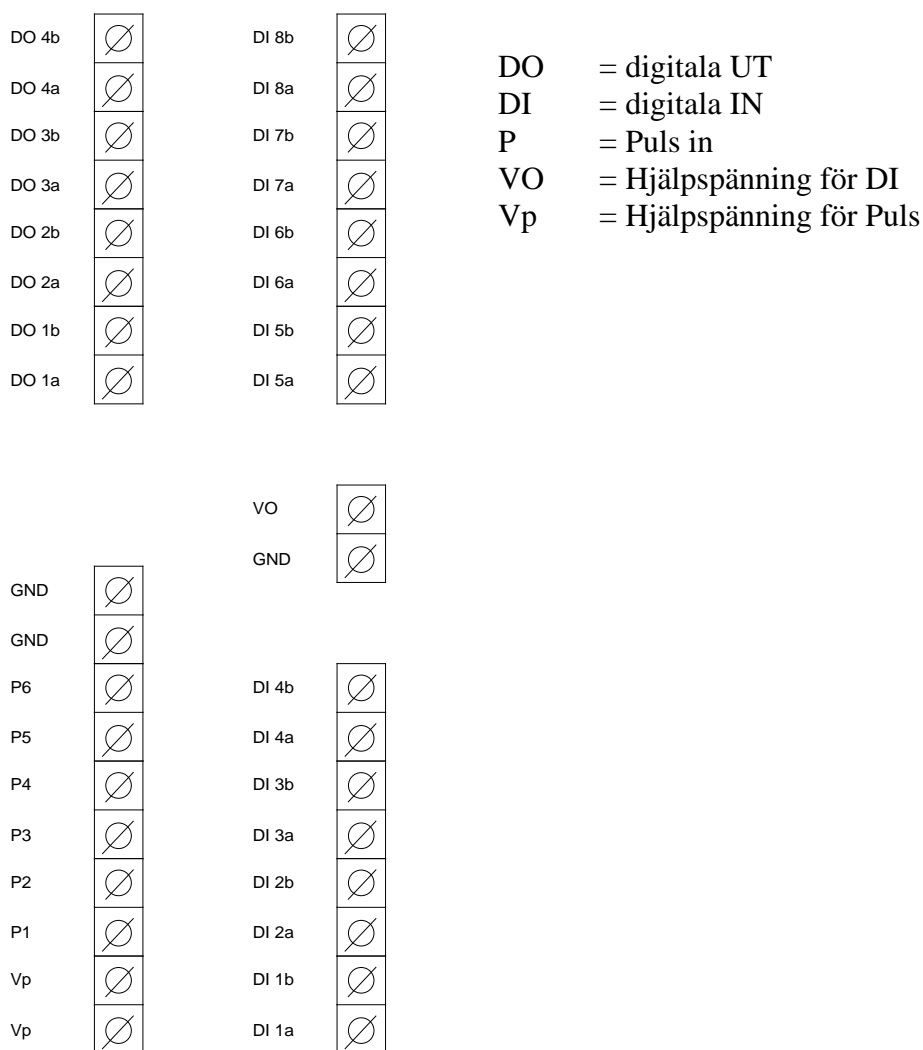 DO 4b
DO 4a
DO 3b
DO 3a
DO 2b
DO 2a
DO 1b
DO 1a
GND
GND
P6
P5
P4
P3
P2
P1
Vp
Vp
DI 8b
DI 8a
DI 7b
DI 7a
DI 6b
DI 6a
DI 5b
DI 5a
VO
GND
DI 4b
DI 4a
DI 3b
DI 3a
DI 2b
DI 2a
DI 1b
DI 1a
DO = digitala UT
DI = digitala IN
P = Puls in
VO = Hjälpspänning för DI
Vp = Hjälpspänning för Puls